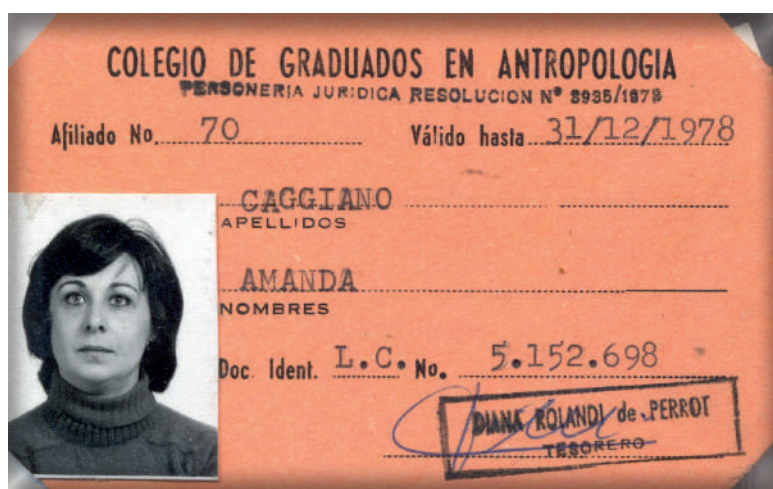 COLEGIO DE GRADUADOS EN ANTROPOLOGIA
PERSONERIA JURIDICA RESOLUCION Nº 3935/1973
Afiliado No. 70 Válido hasta 31/12/1978
CAGGIANO
APELLIDOS
AMANDA
NOMBRES
Doc. Ident. L.C. No. 5.152.698
DIANA ROLANDI de PERROT
TESORERO